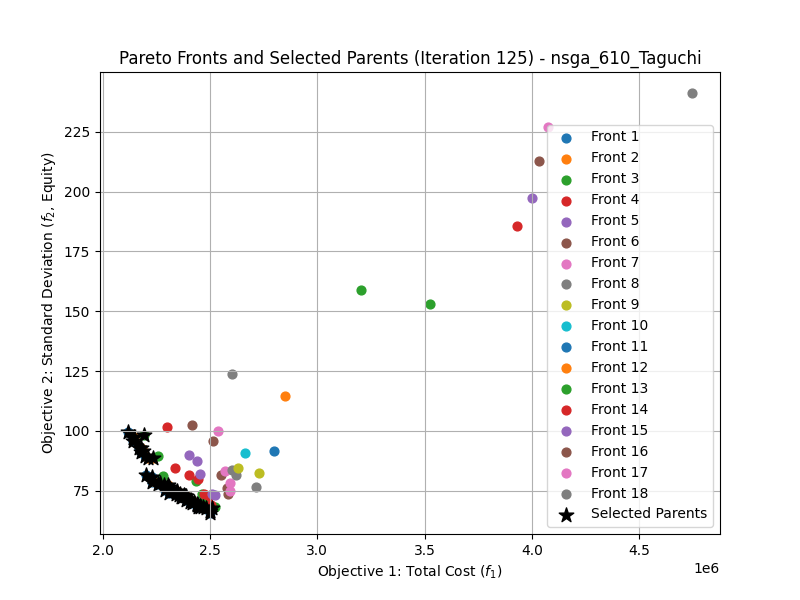 Pareto Fronts and Selected Parents (Iteration 125) - nsga_610_Taguchi
Objective 2: Standard Deviation (f₂, Equity)
225
200
175
150
125
100
75
Front 1
Front 2
Front 3
Front 4
Front 5
Front 6
Front 7
Front 8
Front 9
Front 10
Front 11
Front 12
Front 13
Front 14
Front 15
Front 16
Front 17
Front 18
Selected Parents
2.0 2.5 3.0 3.5 4.0 4.5
1e6
Objective 1: Total Cost (f₁)